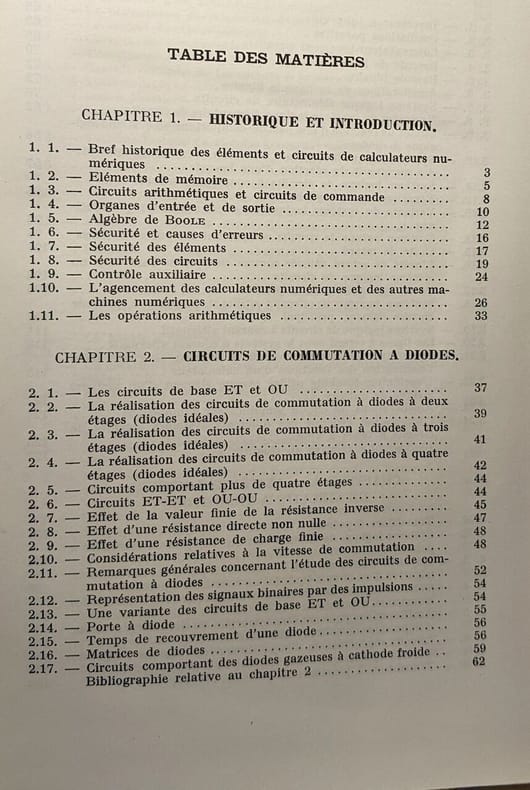 TABLE DES MATIÈRES
CHAPITRE 1. — HISTORIQUE ET INTRODUCTION.
1. 1. — Bref historique des éléments et circuits de calculateurs nu-
mériques ........ 3
1. 2. — Eléments de mémoire ........ 5
1. 3. — Circuits arithmétiques et circuits de commande ........ 8
1. 4. — Organes d'entrée et de sortie ........ 10
1. 5. — Algèbre de BOOLE ........ 12
1. 6. — Sécurité et causes d'erreurs ........ 16
1. 7. — Sécurité des éléments ........ 17
1. 8. — Sécurité des circuits ........ 19
1. 9. — Contrôle auxiliaire ........ 24
1.10. — L'agencement des calculateurs numériques et des autres ma-
chines numériques ........ 26
1.11. — Les opérations arithmétiques ........ 33
CHAPITRE 2. — CIRCUITS DE COMMUTATION A DIODES.
2. 1. — Les circuits de base ET et OU ........ 37
2. 2. — La réalisation des circuits de commutation à diodes à deux
étages (diodes idéales) ........ 39
2. 3. — La réalisation des circuits de commutation à diodes à trois
étages (diodes idéales) ........ 41
2. 4. — La réalisation des circuits de commutation à diodes à quatre
étages (diodes idéales) ........ 42
2. 5. — Circuits comportant plus de quatre étages ........ 44
2. 6. — Circuits ET-ET et OU-OU ........ 44
2. 7. — Effet de la valeur finie de la résistance inverse ........ 45
2. 8. — Effet d'une résistance directe non nulle ........ 47
2. 9. — Effet d'une résistance de charge finie ........ 48
2.10. — Considérations relatives à la vitesse de commutation .... 48
2.11. — Remarques générales concernant l'étude des circuits de com-
mutation à diodes ........ 52
2.12. — Représentation des signaux binaires par des impulsions ..... 54
2.13. — Une variante des circuits de base ET et OU ........ 54
2.14. — Porte à diode ........ 55
2.15. — Temps de recouvrement d'une diode ........ 56
2.16. — Matrices de diodes ........ 56
2.17. — Circuits comportant des diodes gazeuses à cathode froide .. 59
Bibliographie relative au chapitre 2 ........ 62